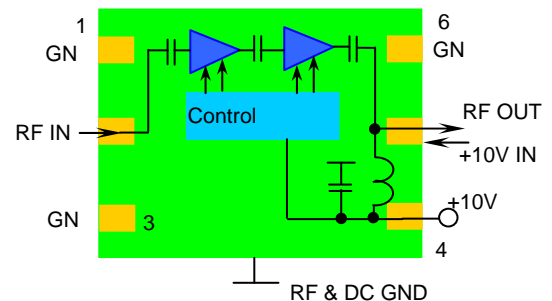 1
6
GN
GN
RF IN
Control
RF OUT
+10V IN
+10V
GN
3
4
RF & DC GND